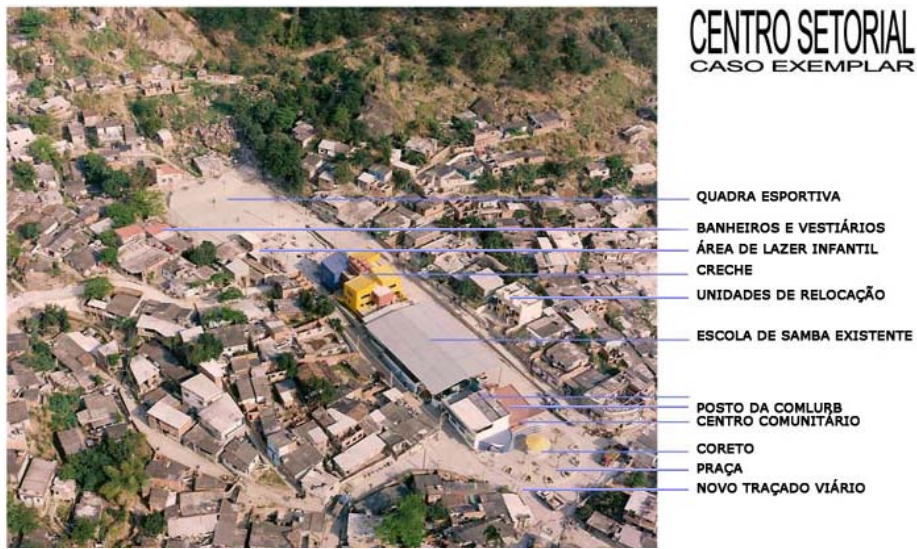 CENTRO SETORIAL
CASO EXEMPLAR
QUADRA ESPORTIVA
BANHEIROS E VESTIÁRIOS
ÁREA DE LAZER INFANTIL
CRECHE
UNIDADES DE RELOCAÇÃO
ESCOLA DE SAMBA EXISTENTE
POSTO DA COMLURB
CENTRO COMUNITÁRIO
CORETO
PRAÇA
NOVO TRAÇADO VIÁRIO